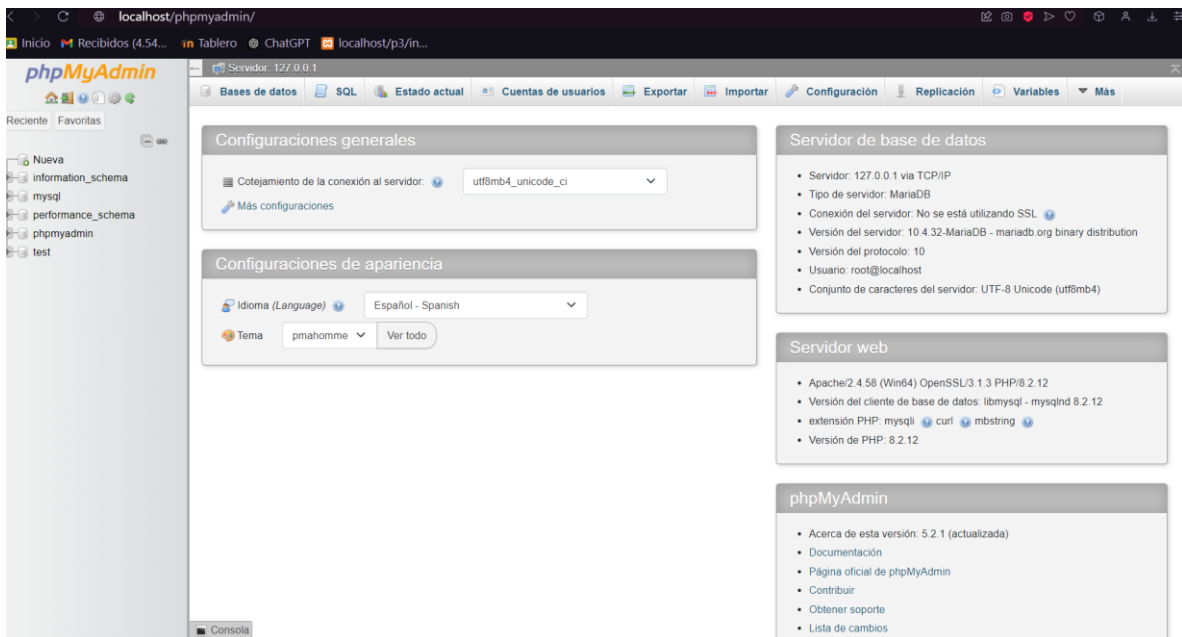 localhost/phpmyadmin/
Inicio
Recibidos (4.54...
Tablero
ChatGPT
localhost/p3/in...
phpMyAdmin
Reciente
Favoritas
Nueva
information_schema
mysql
performance_schema
phpmyadmin
test
Servidor: 127.0.0.1
Bases de datos
SQL
Estado actual
Cuentas de usuarios
Exportar
Importar
Configuración
Replicación
Variables
Más
Configuraciones generales
Cotejamiento de la conexión al servidor:
utf8mb4_unicode_ci
Más configuraciones
Configuraciones de apariencia
Idioma (Language)
Español - Spanish
Tema
pmahomme
Ver todo
Servidor de base de datos
• Servidor: 127.0.0.1 via TCP/IP
• Tipo de servidor: MariaDB
• Conexión del servidor: No se está utilizando SSL
• Versión del servidor: 10.4.32-MariaDB - mariadb.org binary distribution
• Versión del protocolo: 10
• Usuario: root@localhost
• Conjunto de caracteres del servidor: UTF-8 Unicode (utf8mb4)
Servidor web
• Apache/2.4.58 (Win64) OpenSSL/3.1.3 PHP/8.2.12
• Versión del cliente de base de datos: libmysql - mysqlnd 8.2.12
• extensión PHP: mysqli curl mbstring
• Versión de PHP: 8.2.12
phpMyAdmin
• Acerca de esta versión: 5.2.1 (actualizada)
• Documentación
• Página oficial de phpMyAdmin
• Contribuir
• Obtener soporte
• Lista de cambios
Consola